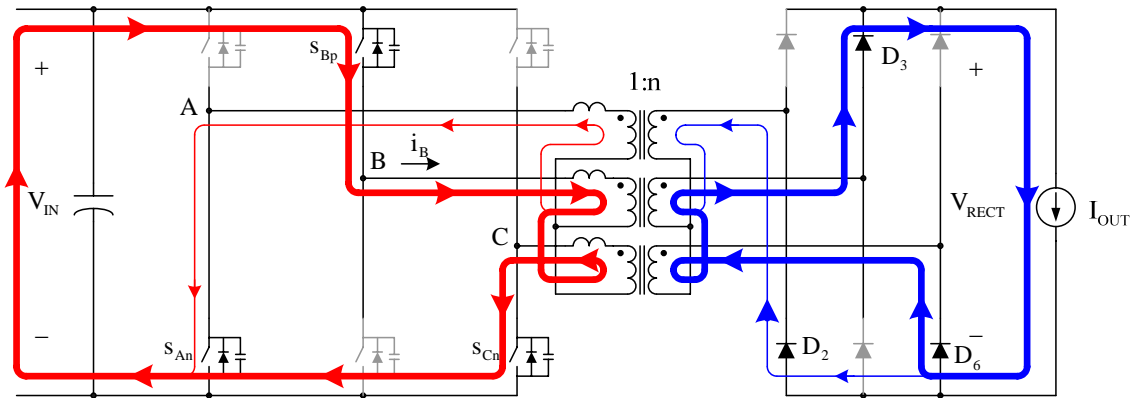 s_Bp
D_3
+
+
1:n
A
B
i_B
V_IN
V_RECT
I_OUT
C
−
s_An
s_Cn
D_2
D_6
−